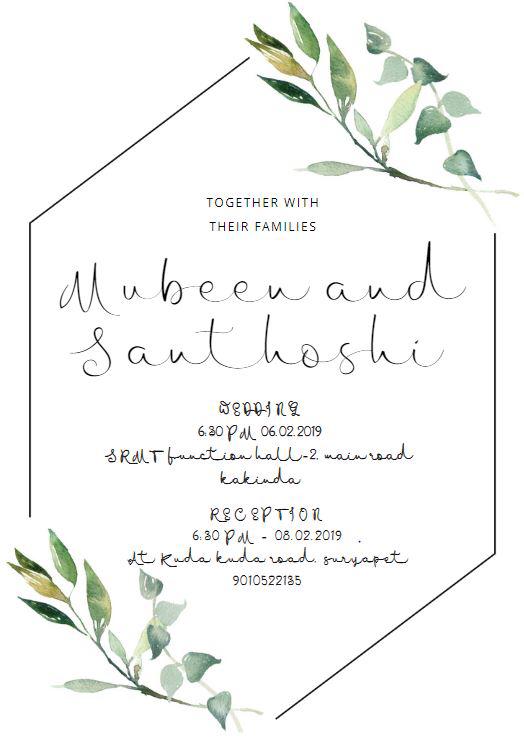 TOGETHER WITH
THEIR FAMILIES
Mubeen and
Santhoshi
WEDDING
6:30 PM 06.02.2019
SRMT function hall-2, main road
kakinda
RECEPTION
6:30 PM - 08.02.2019 .
At Kuda kuda road, suryapet
9010522135